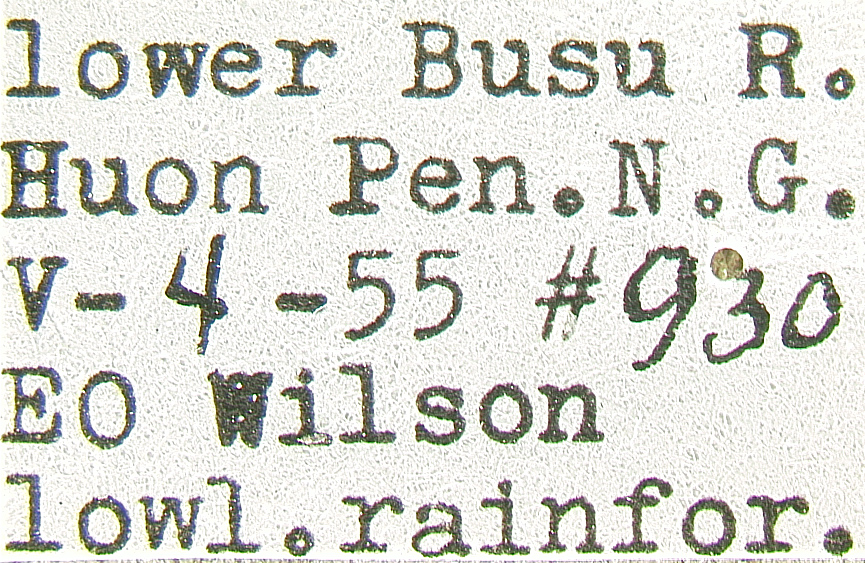 lower Busu R.
Huon Pen.N.G.
V-4-55 #930
EO Wilson
lowl.rainfor.